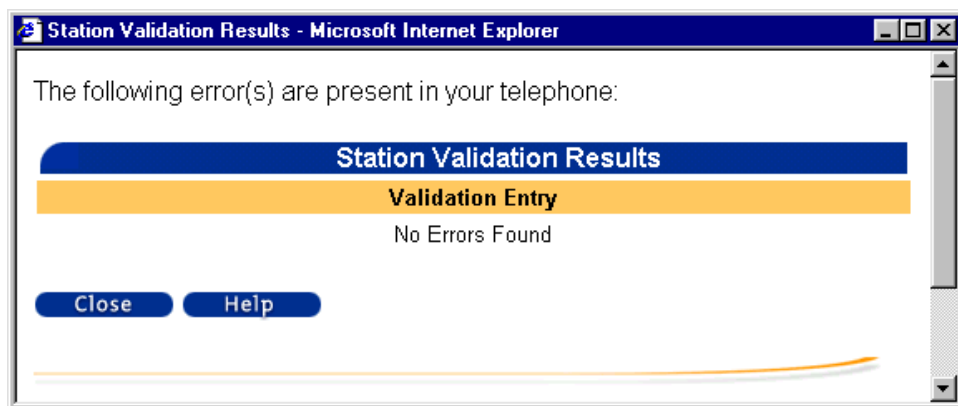 Station Validation Results - Microsoft Internet Explorer
The following error(s) are present in your telephone:
Station Validation Results
Validation Entry
No Errors Found
Close Help